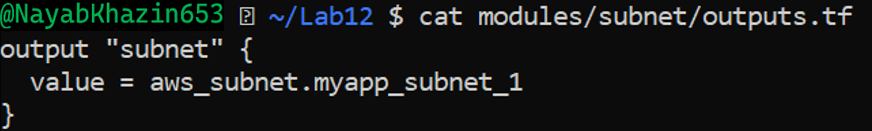 @NayabKhazin653 ~/Lab12 $ cat modules/subnet/outputs.tf
output "subnet" {
  value = aws_subnet.myapp_subnet_1
}